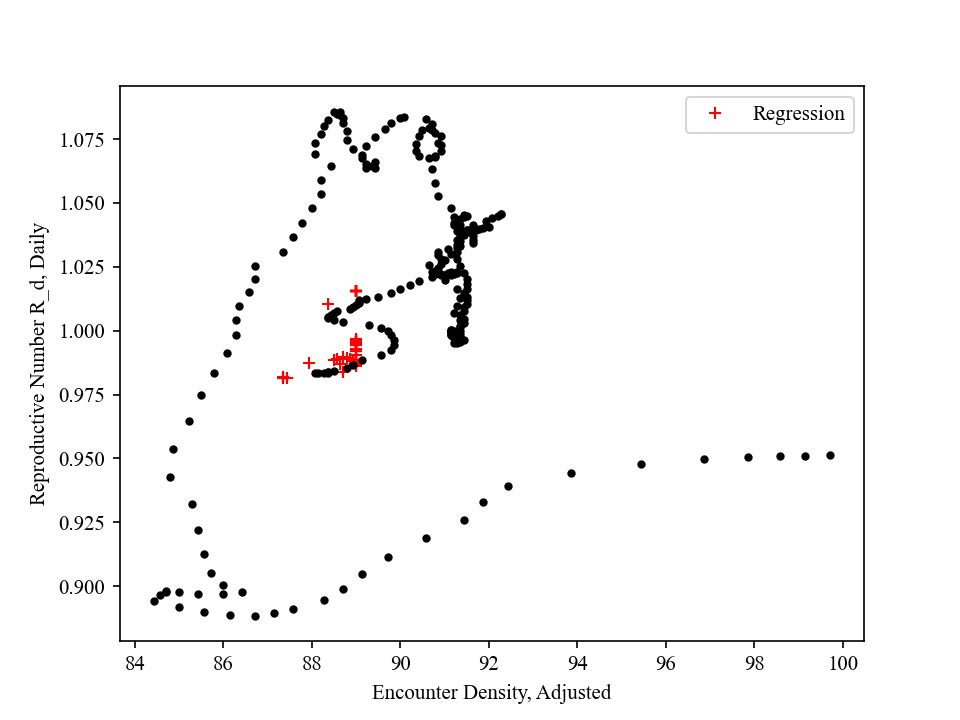 Regression
1.075
1.050
1.025
1.000
0.975
0.950
0.925
0.900
Reproductive Number R_d, Daily
84 86 88 90 92 94 96 98 100
Encounter Density, Adjusted